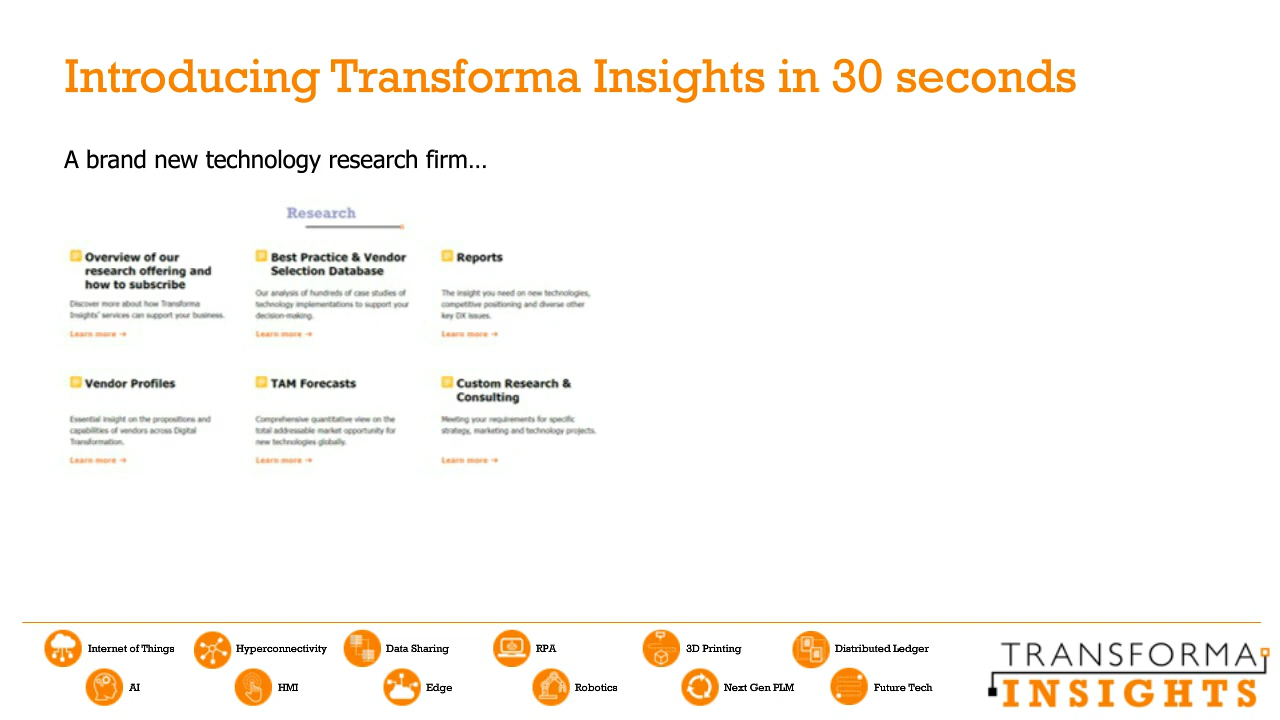 Introducing Transforma Insights in 30 seconds
A brand new technology research firm...
Research
Overview of our
research offering and
how to subscribe
Discover more about how Transforma
Insights' services can support your business.
Learn more →
Best Practice & Vendor
Selection Database
Our analysis of hundreds of case studies of
technology implementations to support your
decision-making.
Learn more →
Reports
The insight you need on new technologies,
competitive positioning and diverse other
key DX issues.
Learn more →
Vendor Profiles
Essential insight on the propositions and
capabilities of vendors across Digital
Transformation.
Learn more →
TAM Forecasts
Comprehensive quantitative view on the
total addressable market opportunity for
new technologies globally.
Learn more →
Custom Research &
Consulting
Meeting your requirements for specific
strategy, marketing and technology projects.
Learn more →
Internet of Things
Hyperconnectivity
Data Sharing
RPA
3D Printing
Distributed Ledger
AI
HMI
Edge
Robotics
Next Gen PLM
Future Tech
TRANSFORMA
INSIGHTS